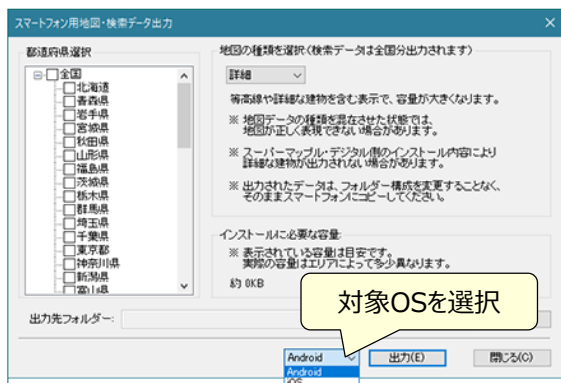 スマートフォン用地図・検索データ出力
都道府県選択
全国
北海道
青森県
岩手県
宮城県
秋田県
山形県
福島県
茨城県
栃木県
群馬県
埼玉県
千葉県
東京都
神奈川県
新潟県
富山県
地図の種類を選択(検索データは全国分出力されます)
詳細
等高線や詳細な建物を含む表示で、容量が大きくなります。
※ 地図データの種類を混在させた状態では、
地図が正しく表現できない場合があります。
※ スーパーマップル・デジタル側のインストール内容により
詳細な建物が出力されない場合があります。
※ 出力されたデータは、フォルダー構成を変更することなく、
そのままスマートフォンにコピーしてください。
インストールに必要な容量
※ 表示されている容量は目安です。
実際の容量はエリアによって多少異なります。
約 0KB
対象OSを選択
出力先フォルダー:
Android
出力(E)
閉じる(C)
Android
iOS